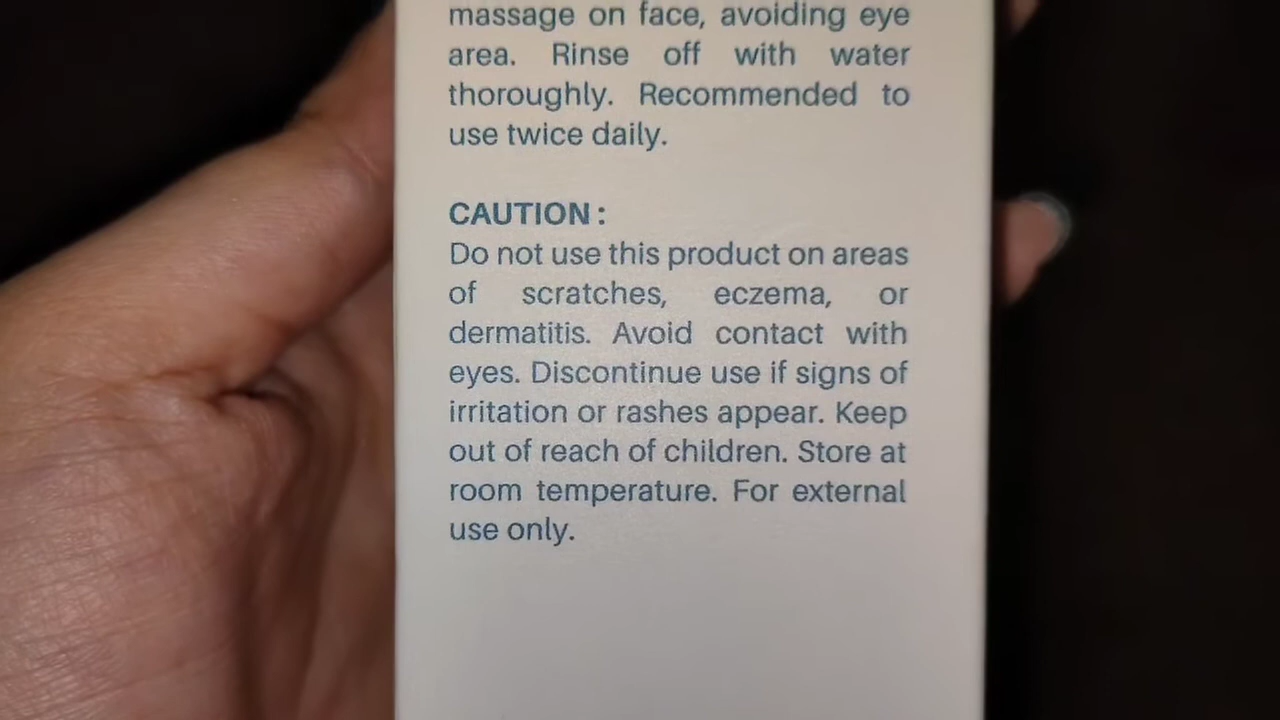 massage on face, avoiding eye
area. Rinse off with water
thoroughly. Recommended to
use twice daily.
CAUTION:
Do not use this product on areas
of scratches, eczema, or
dermatitis. Avoid contact with
eyes. Discontinue use if signs of
irritation or rashes appear. Keep
out of reach of children. Store at
room temperature. For external
use only.